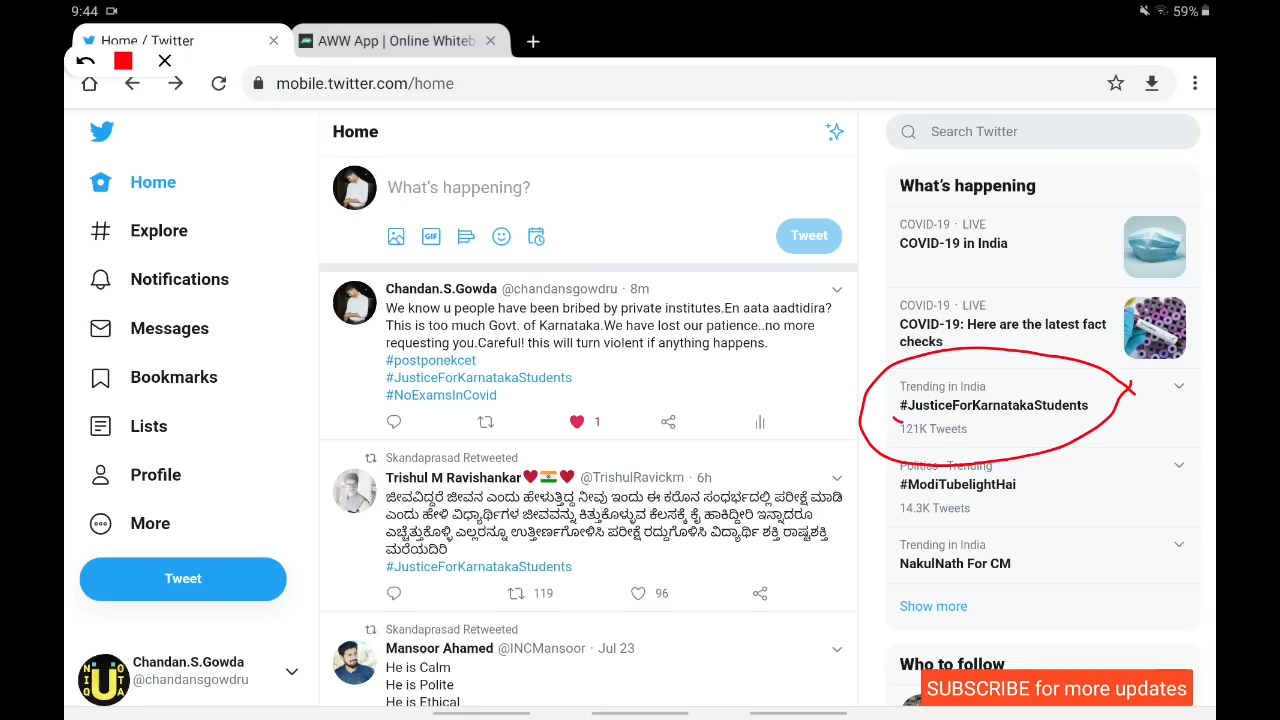 9:44
59%
Home / Twitter
AWW App | Online Whiteb
mobile.twitter.com/home
Home
Explore
Notifications
Messages
Bookmarks
Lists
Profile
More
Tweet
Chandan.S.Gowda
@chandansgowdru
Home
What's happening?
GIF
Tweet
Chandan.S.Gowda @chandansgowdru · 8m
We know u people have been bribed by private institutes.En aata aadtidira?
This is too much Govt. of Karnataka.We have lost our patience..no more
requesting you.Careful! this will turn violent if anything happens.
#postponekcet
#JusticeForKarnatakaStudents
#NoExamsInCovid
1
Skandaprasad Retweeted
Trishul M Ravishankar❤️🇮🇳❤️ @TrishulRavickm · 6h
ಜೀವವಿದ್ದರೆ ಜೀವನ ಎಂದು ಹೇಳುತ್ತಿದ್ದ ನೀವು ಇಂದು ಈ ಕರೊನ ಸಂಧರ್ಭದಲ್ಲಿ ಪರೀಕ್ಷೆ ಮಾಡಿ
ಎಂದು ಹೇಳಿ ವಿಧ್ಯಾರ್ಥಿಗಳ ಜೀವವನ್ನು ಕಿತ್ತುಕೊಳ್ಳುವ ಕೆಲಸಕ್ಕೆ ಕೈ ಹಾಕಿದ್ದೀರಿ ಇನ್ನಾದರೂ
ಎಚ್ಚೆತ್ತುಕೊಳ್ಳಿ ಎಲ್ಲರನ್ನೂ ಉತ್ತೀರ್ಣಗೋಳಿಸಿ ಪರೀಕ್ಷೆ ರದ್ದುಗೊಳಿಸಿ ವಿದ್ಯಾರ್ಥಿ ಶಕ್ತಿ ರಾಷ್ಟ್ರಶಕ್ತಿ
ಮರೆಯದಿರಿ
#JusticeForKarnatakaStudents
119
96
Skandaprasad Retweeted
Mansoor Ahamed @INCMansoor · Jul 23
He is Calm
He is Polite
He is Ethical
Search Twitter
What's happening
COVID-19 · LIVE
COVID-19 in India
COVID-19 · LIVE
COVID-19: Here are the latest fact
checks
Trending in India
#JusticeForKarnatakaStudents
121K Tweets
Politics · Trending
#ModiTubelightHai
14.3K Tweets
Trending in India
NakulNath For CM
Show more
Who to follow
SUBSCRIBE for more updates